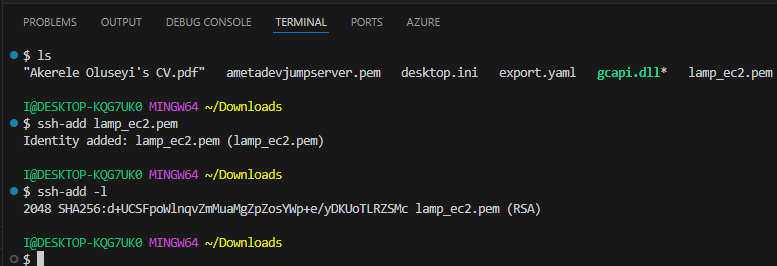 PROBLEMS OUTPUT DEBUG CONSOLE TERMINAL PORTS AZURE
$ ls
"Akerele Oluseyi's CV.pdf" ametadevjumpserver.pem desktop.ini export.yaml gcapi.dll* lamp_ec2.pem
I@DESKTOP-KQG7UK0 MINGW64 ~/Downloads
$ ssh-add lamp_ec2.pem
Identity added: lamp_ec2.pem (lamp_ec2.pem)
I@DESKTOP-KQG7UK0 MINGW64 ~/Downloads
$ ssh-add -l
2048 SHA256:d+UCSFpoWlnqvZmMuaMgZpZosYWp+e/yDKUoTLRZSMc lamp_ec2.pem (RSA)
I@DESKTOP-KQG7UK0 MINGW64 ~/Downloads
$